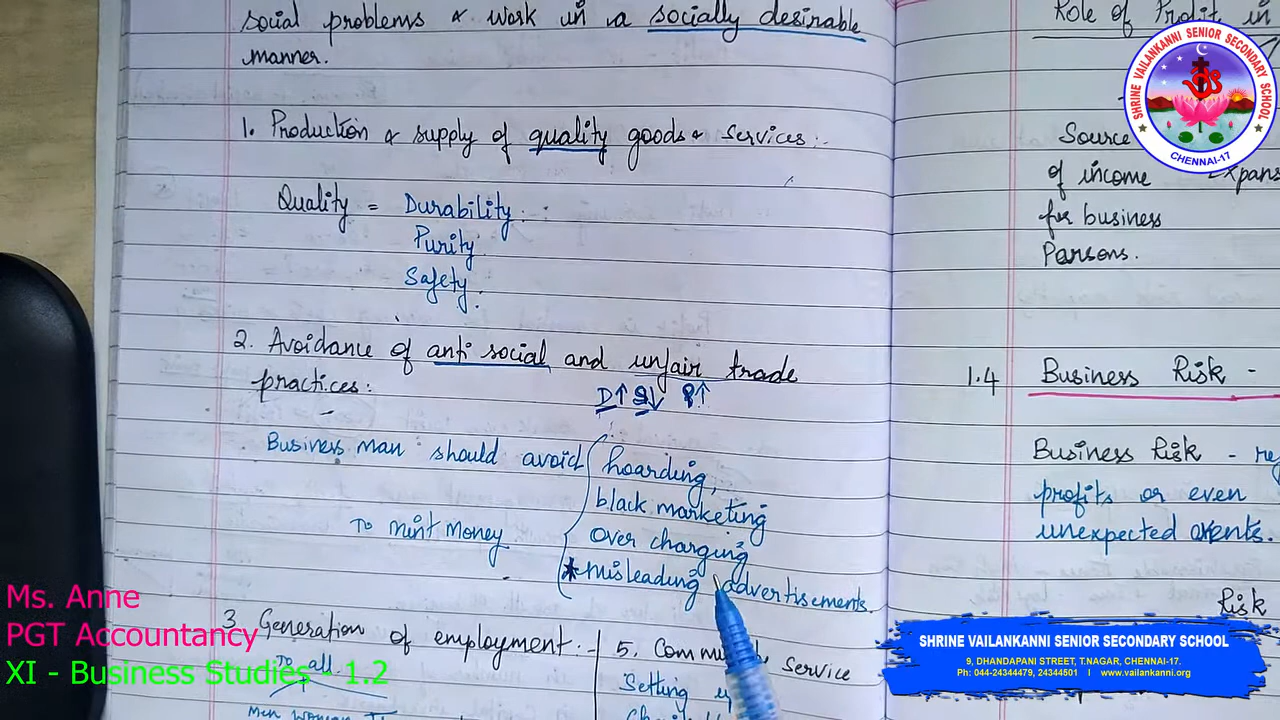 social problems & work in a socially desirable
manner.
1. Production & supply of quality goods & services:-
Quality = Durability.
Purity
Safety.
2. Avoidance of anti social and unfair trade
practices:
D↑ S↓ P↑
Business man should avoid
hoarding,
black marketing
over charging
To mint money
*misleading advertisements.
3. Generation of employment:-
To all.
Men women
5. Community service
Setting
Role of Profit in
Source
of income
for business
Persons.
Expans
1.4 Business Risk -
Business Risk -
profits or even
unexpected events.
Risk
SHRINE VAILANKANNI SENIOR SECONDARY SCHOOL
CHENNAI-17
Ms. Anne
PGT Accountancy
XI - Business Studies - 1.2
SHRINE VAILANKANNI SENIOR SECONDARY SCHOOL
9, DHANDAPANI STREET, T.NAGAR, CHENNAI-17.
Ph: 044-24344479, 24344501 I www.vailankanni.org